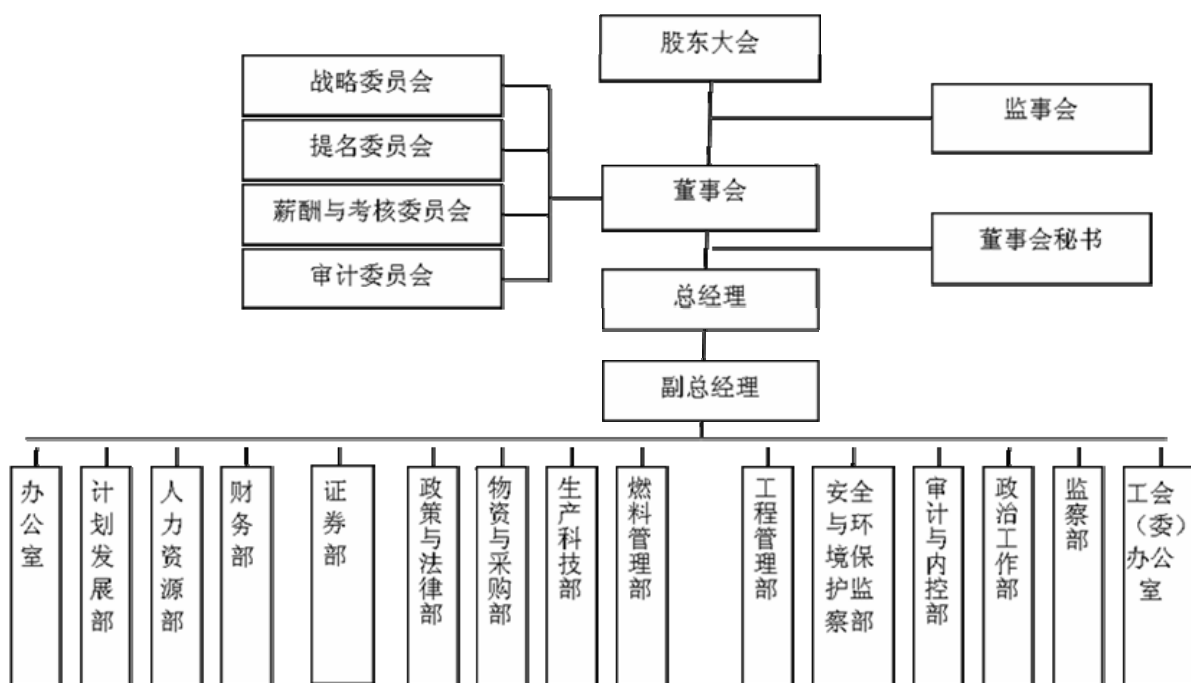 股东大会
战略委员会
监事会
提名委员会
董事会
薪酬与考核委员会
董事会秘书
审计委员会
总经理
副总经理
办公室
计划发展部
人力资源部
财务部
证券部
政策与法律部
物资与采购部
生产科技部
燃料管理部
工程管理部
安全
与环
境保
护监
察部
审计与内控部
政治工作部
监察部
工会
（委）
办公
室